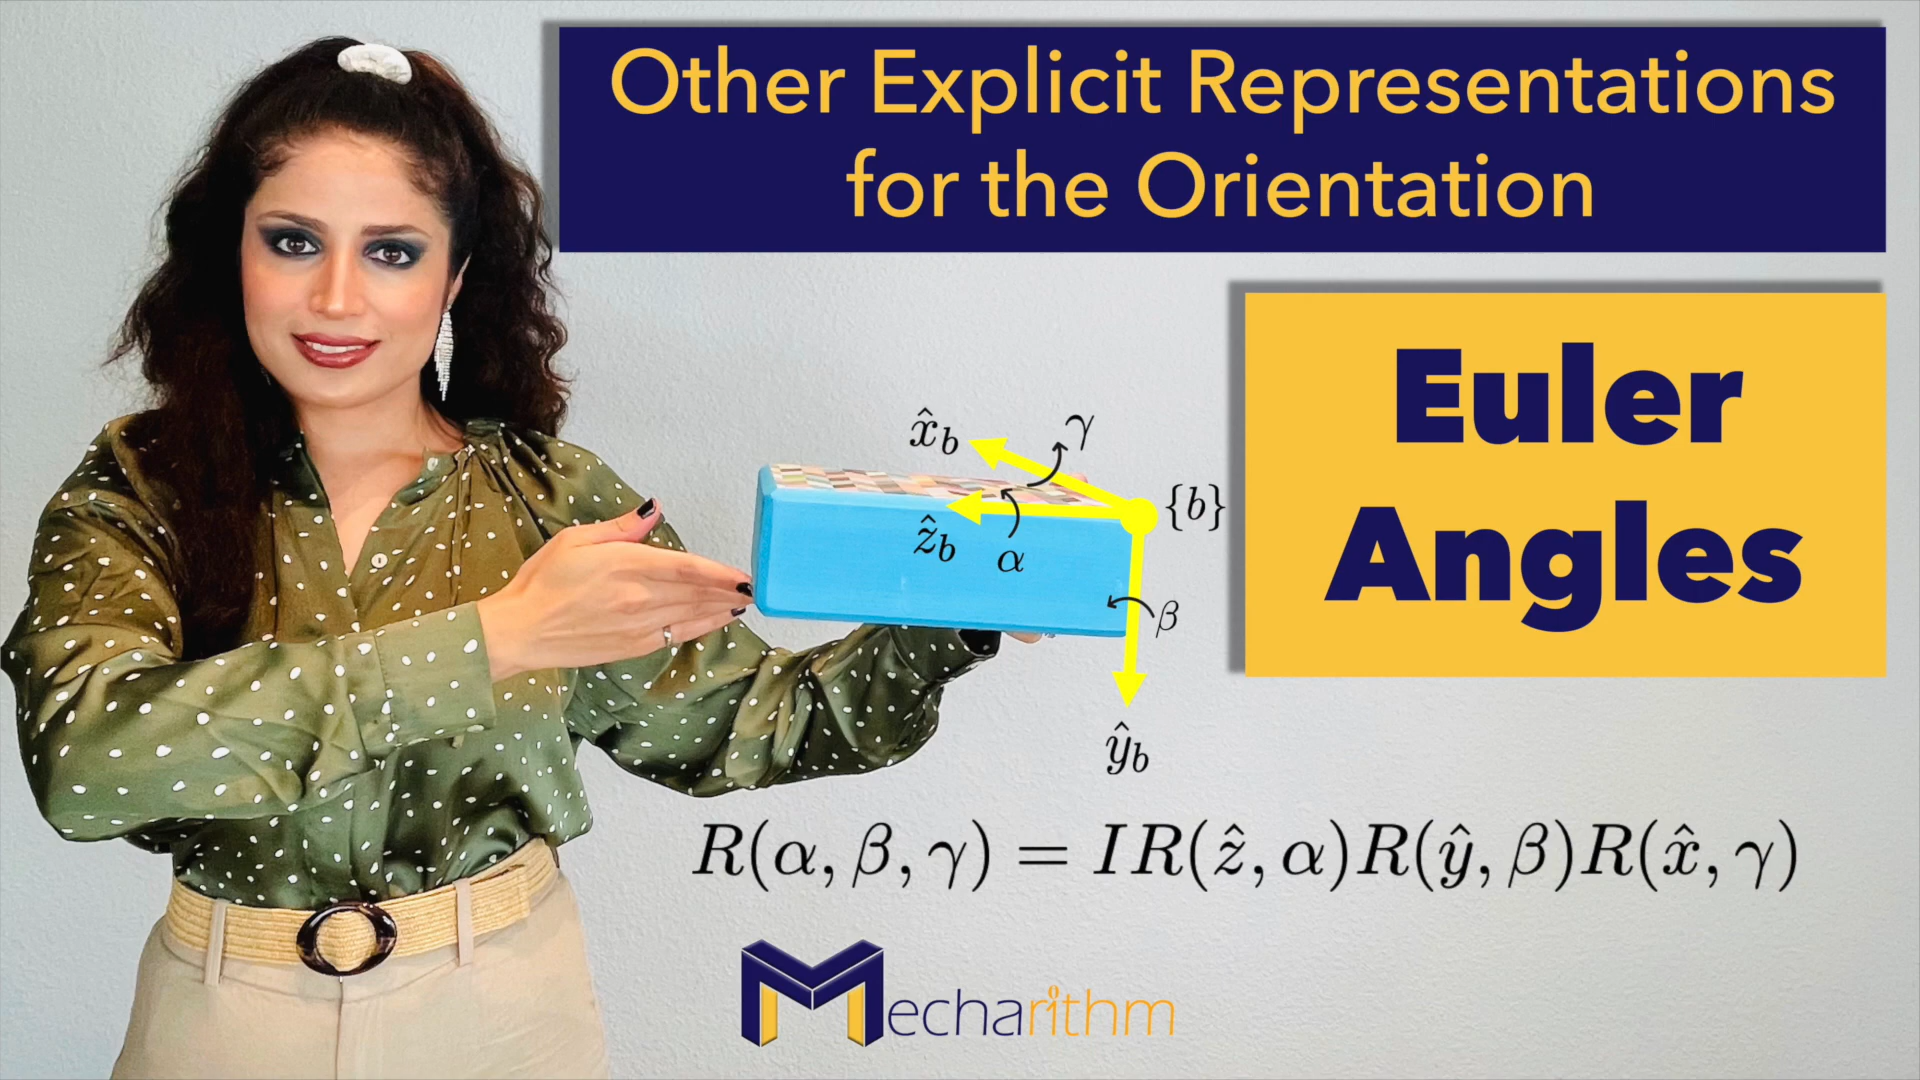 Other Explicit Representations
for the Orientation
Euler
Angles
x̂_b
γ
{b}
ẑ_b
α
β
ŷ_b
R(α, β, γ) = IR(ẑ, α)R(ŷ, β)R(x̂, γ)
Mecharithm